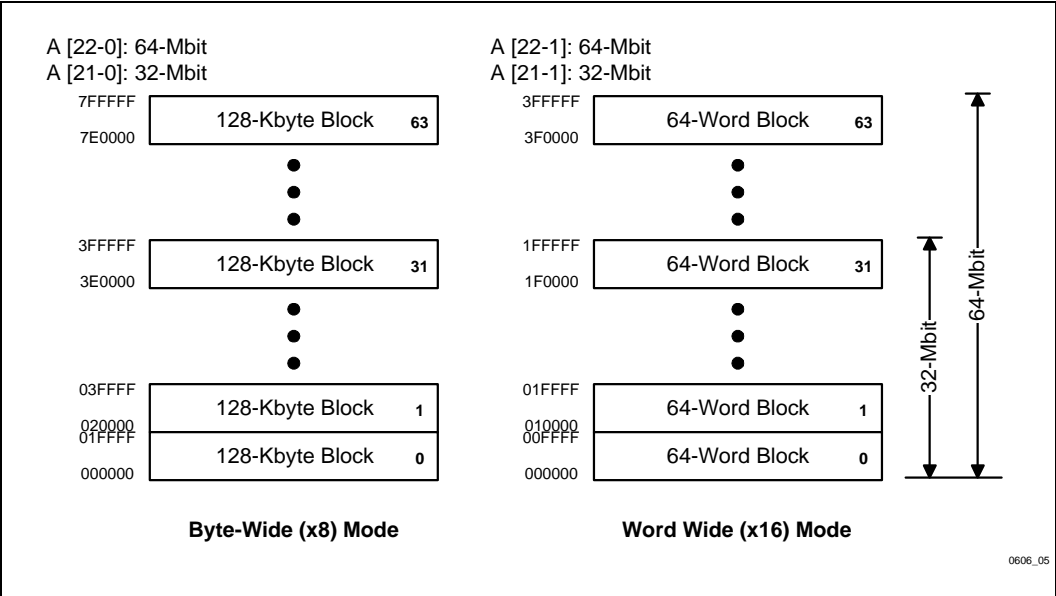 A [22-0]: 64-Mbit
A [21-0]: 32-Mbit
7FFFFF
128-Kbyte Block 63
7E0000
3FFFFF
128-Kbyte Block 31
3E0000
03FFFF
128-Kbyte Block 1
020000
01FFFF
128-Kbyte Block 0
000000
Byte-Wide (x8) Mode
A [22-1]: 64-Mbit
A [21-1]: 32-Mbit
3FFFFF
64-Word Block 63
3F0000
1FFFFF
64-Word Block 31
1F0000
01FFFF
64-Word Block 1
010000
00FFFF
64-Word Block 0
000000
Word Wide (x16) Mode
32-Mbit
64-Mbit
0606_05